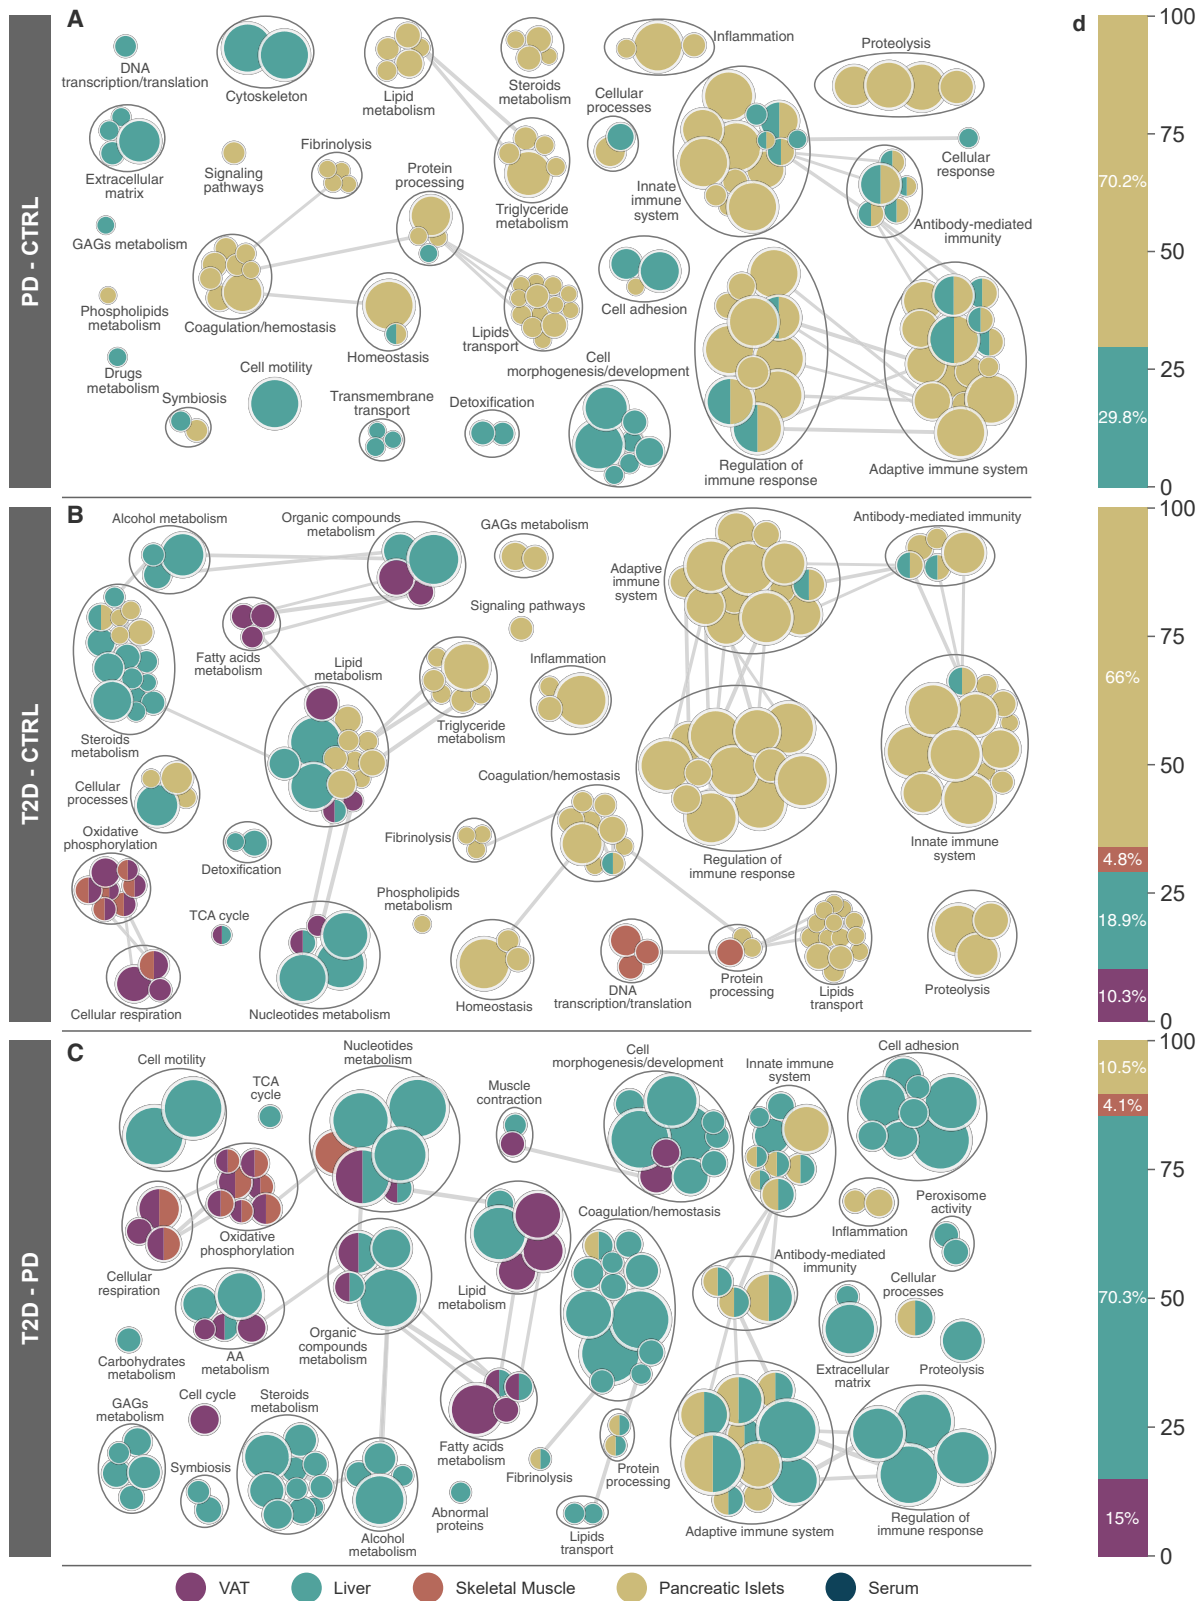 A
d
PD - CTRL
DNA
transcription/translation
Cytoskeleton
Lipid
metabolism
Steroids
metabolism
Inflammation
Proteolysis
Extracellular
matrix
Signaling
pathways
Fibrinolysis
Protein
processing
Triglyceride
metabolism
Cellular
processes
Innate
immune
system
Cellular
response
Antibody-mediated
immunity
GAGs metabolism
Phospholipids
metabolism
Coagulation/hemostasis
Homeostasis
Lipids
transport
Cell adhesion
Drugs
metabolism
Cell motility
Symbiosis
Transmembrane
transport
Detoxification
Cell
morphogenesis/development
Regulation of
immune response
Adaptive immune system
100
75
50
25
0
70.2%
29.8%
B
T2D - CTRL
Alcohol metabolism
Organic compounds
metabolism
GAGs metabolism
Adaptive
immune
system
Antibody-mediated immunity
Signaling pathways
Fatty acids
metabolism
Lipid
metabolism
Inflammation
Triglyceride
metabolism
Steroids
metabolism
Cellular
processes
Coagulation/hemostasis
Oxidative
phosphorylation
Detoxification
Fibrinolysis
Regulation of
immune response
Innate immune
system
Phospholipids
metabolism
TCA cycle
Cellular respiration
Nucleotides metabolism
Homeostasis
DNA
transcription/translation
Protein
processing
Lipids
transport
Proteolysis
100
75
50
25
0
66%
4.8%
18.9%
10.3%
C
T2D - PD
Cell motility
TCA
cycle
Nucleotides
metabolism
Muscle
contraction
Cell
morphogenesis/development
Innate immune
system
Cell adhesion
Oxidative
phosphorylation
Cellular
respiration
Coagulation/hemostasis
Inflammation
Peroxisome
activity
Lipid
metabolism
Antibody-mediated
immunity
Cellular
processes
Organic
compounds
metabolism
AA
metabolism
Carbohydrates
metabolism
Extracellular
matrix
Proteolysis
GAGs
metabolism
Cell cycle
Steroids
metabolism
Symbiosis
Fatty acids
metabolism
Fibrinolysis
Protein
processing
Abnormal
proteins
Alcohol
metabolism
Lipids
transport
Adaptive immune system
Regulation of
immune response
100
75
50
25
0
10.5%
4.1%
70.3%
15%
VAT
Liver
Skeletal Muscle
Pancreatic Islets
Serum